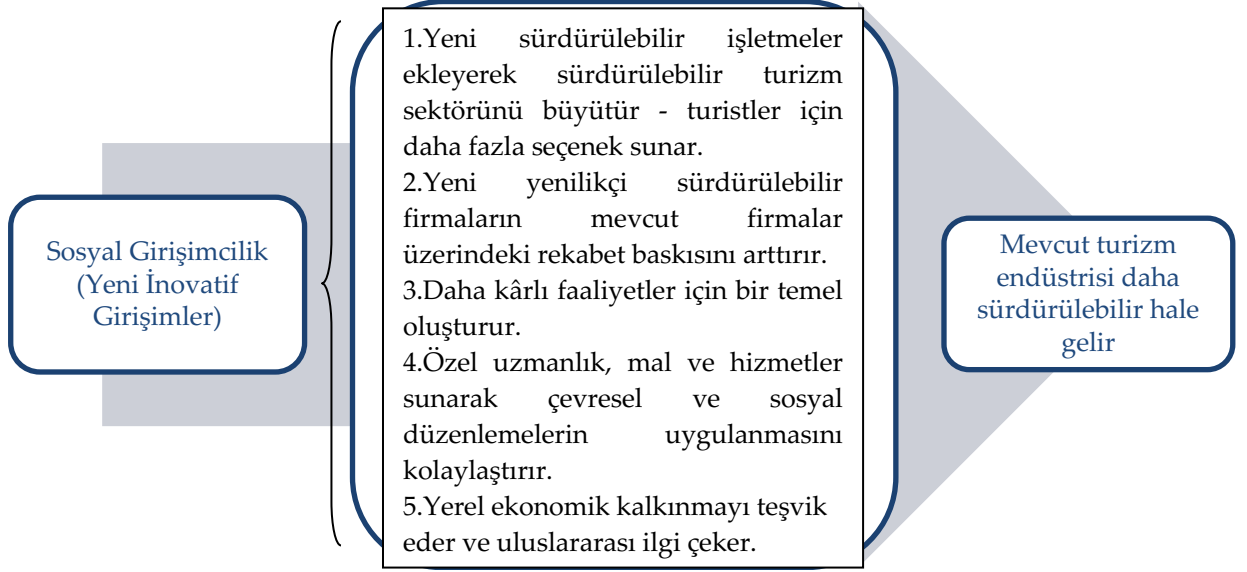 Sosyal Girişimcilik
(Yeni İnovatif
Girişimler)
1.Yeni sürdürülebilir işletmeler
ekleyerek sürdürülebilir turizm
sektörünü büyütür - turistler için
daha fazla seçenek sunar.
2.Yeni yenilikçi sürdürülebilir
firmaların mevcut firmalar
üzerindeki rekabet baskısını arttırır.
3.Daha kârlı faaliyetler için bir temel
oluşturur.
4.Özel uzmanlık, mal ve hizmetler
sunarak çevresel ve sosyal
düzenlemelerin uygulanmasını
kolaylaştırır.
5.Yerel ekonomik kalkınmayı teşvik
eder ve uluslararası ilgi çeker.
Mevcut turizm
endüstrisi daha
sürdürülebilir hale
gelir